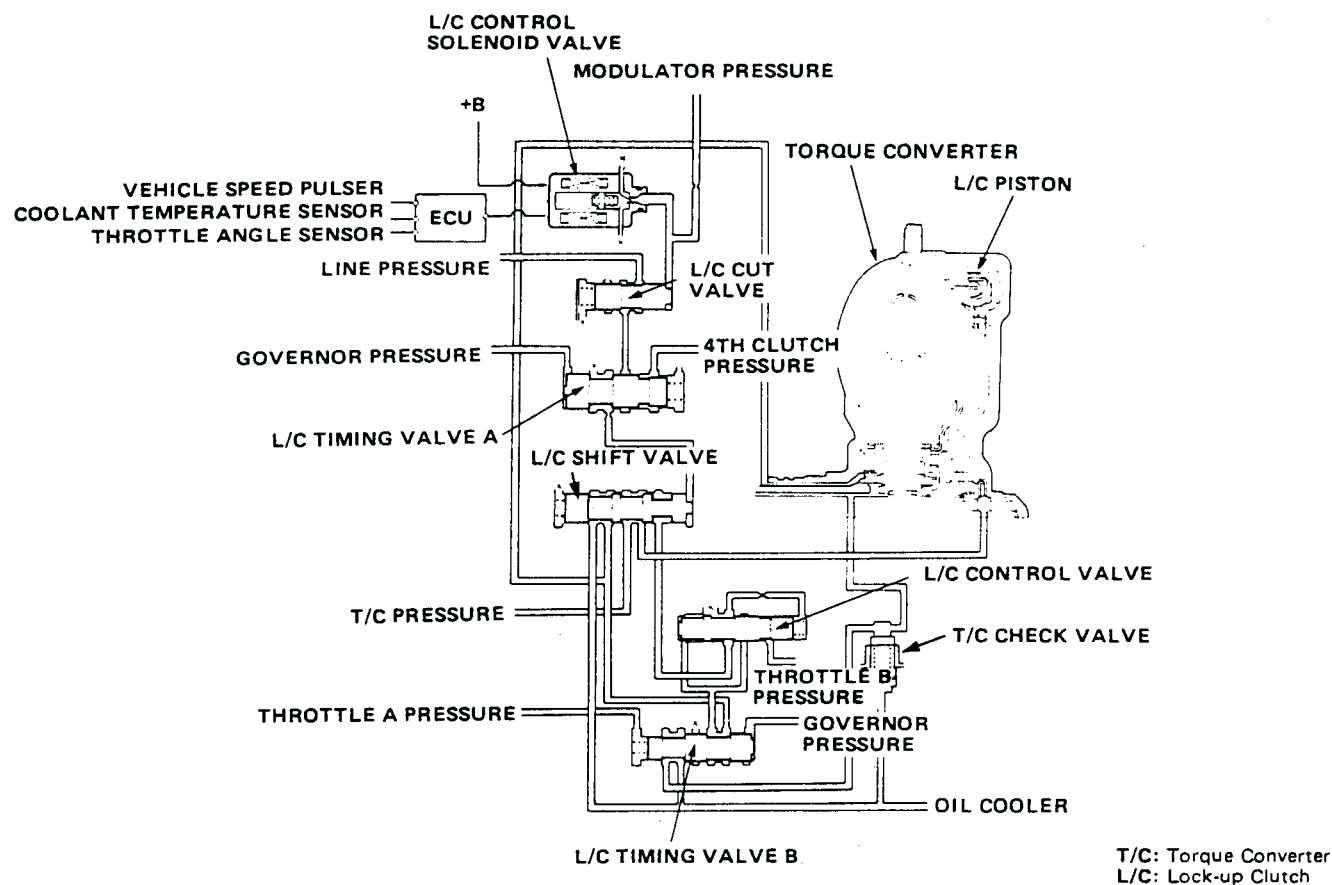 L/C CONTROL
SOLENOID VALVE
MODULATOR PRESSURE
+B
TORQUE CONVERTER
L/C PISTON
VEHICLE SPEED PULSER
COOLANT TEMPERATURE SENSOR
THROTTLE ANGLE SENSOR
ECU
LINE PRESSURE
L/C CUT
VALVE
GOVERNOR PRESSURE
4TH CLUTCH
PRESSURE
L/C TIMING VALVE A
L/C SHIFT VALVE
L/C CONTROL VALVE
T/C PRESSURE
T/C CHECK VALVE
THROTTLE B
PRESSURE
THROTTLE A PRESSURE
GOVERNOR
PRESSURE
OIL COOLER
L/C TIMING VALVE B
T/C: Torque Converter
L/C: Lock-up Clutch